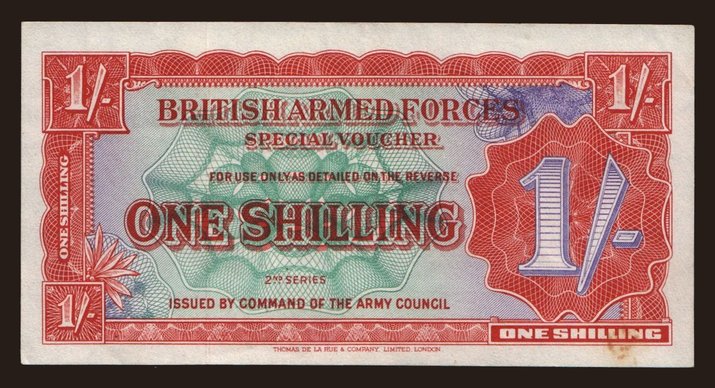 1/-
1/-
BRITISH ARMED FORCES
SPECIAL VOUCHER
FOR USE ONLY AS DETAILED ON THE REVERSE
ONE SHILLING
ONE SHILLING
1/-
2ND SERIES
ISSUED BY COMMAND OF THE ARMY COUNCIL
1/-
ONE SHILLING
THOMAS DE LA RUE & COMPANY, LIMITED, LONDON